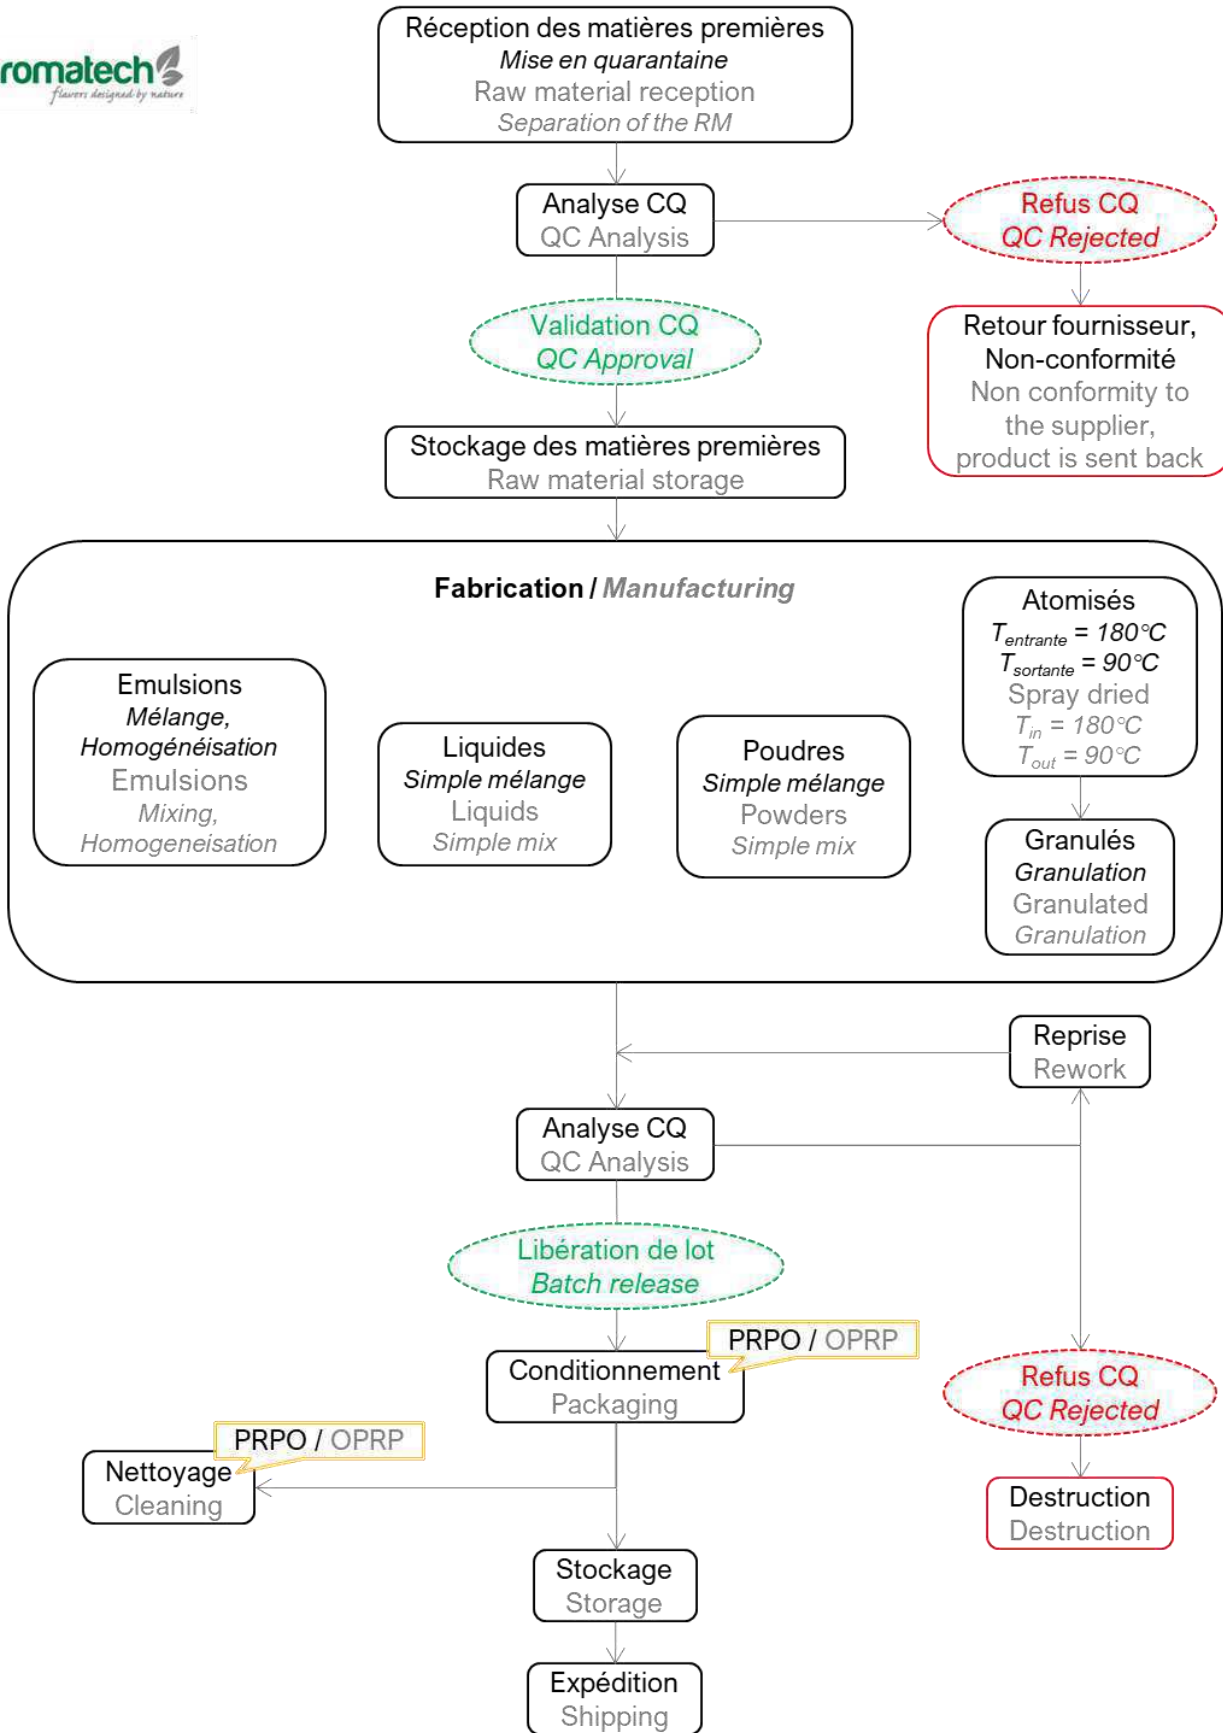 romatech
flavors designed by nature
Réception des matières premières
Mise en quarantaine
Raw material reception
Separation of the RM
Analyse CQ
QC Analysis
Refus CQ
QC Rejected
Validation CQ
QC Approval
Retour fournisseur,
Non-conformité
Non conformity to
the supplier,
product is sent back
Stockage des matières premières
Raw material storage
Fabrication / Manufacturing
Emulsions
Mélange,
Homogénéisation
Emulsions
Mixing,
Homogeneisation
Liquides
Simple mélange
Liquids
Simple mix
Poudres
Simple mélange
Powders
Simple mix
Atomisés
Tentrante = 180°C
Tsortante = 90°C
Spray dried
Tin = 180°C
Tout = 90°C
Granulés
Granulation
Granulated
Granulation
Reprise
Rework
Analyse CQ
QC Analysis
Libération de lot
Batch release
PRPO / OPRP
Conditionnement
Packaging
Refus CQ
QC Rejected
PRPO / OPRP
Nettoyage
Cleaning
Destruction
Destruction
Stockage
Storage
Expédition
Shipping